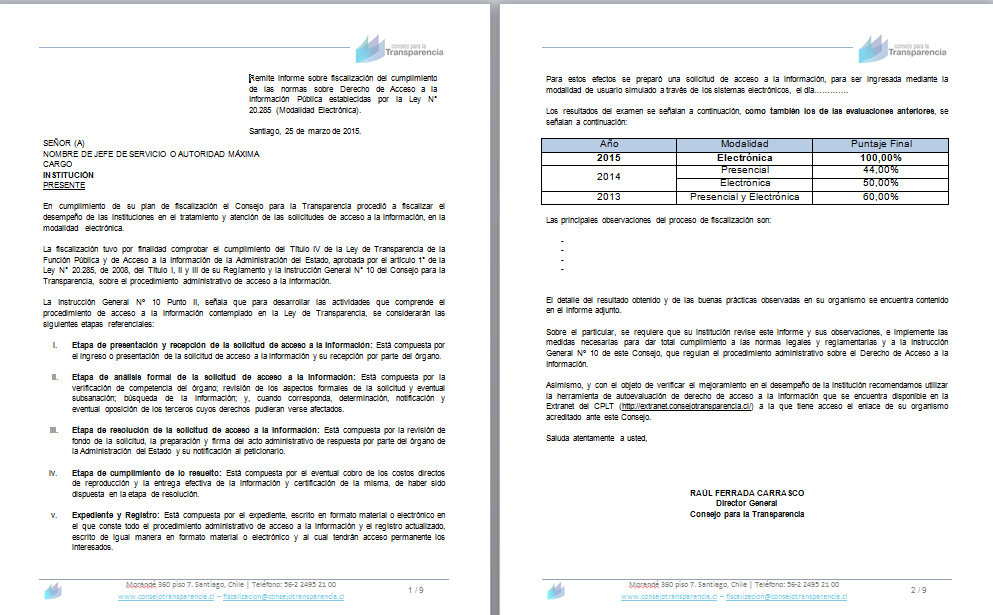 consejo para la
Transparencia
Remite informe sobre fiscalización del cumplimiento
de las normas sobre Derecho de Acceso a la
Información Pública establecidas por la Ley N°
20.285 (Modalidad Electrónica).
Santiago, 25 de marzo de 2015.
SEÑOR (A)
NOMBRE DE JEFE DE SERVICIO O AUTORIDAD MÁXIMA
CARGO
INSTITUCIÓN
PRESENTE
En cumplimiento de su plan de fiscalización el Consejo para la Transparencia procedió a fiscalizar el
desempeño de las instituciones en el tratamiento y atención de las solicitudes de acceso a la información, en la
modalidad electrónica.
La fiscalización tuvo por finalidad comprobar el cumplimiento del Título IV de la Ley de Transparencia de la
Función Pública y de Acceso a la Información de la Administración del Estado, aprobada por el artículo 1° de la
Ley N° 20.285, de 2008, del Título I, II y III de su Reglamento y la Instrucción General N° 10 del Consejo para la
Transparencia, sobre el procedimiento administrativo de acceso a la información.
La Instrucción General Nº 10 Punto II, señala que para desarrollar las actividades que comprende el
procedimiento de acceso a la información contemplado en la Ley de Transparencia, se considerarán las
siguientes etapas referenciales:
I. Etapa de presentación y recepción de la solicitud de acceso a la información: Está compuesta por
el ingreso o presentación de la solicitud de acceso a la información y su recepción por parte del órgano.
II. Etapa de análisis formal de la solicitud de acceso a la información: Está compuesta por la
verificación de competencia del órgano; revisión de los aspectos formales de la solicitud y eventual
subsanación; búsqueda de la información; y, cuando corresponda, determinación, notificación y
eventual oposición de los terceros cuyos derechos pudieran verse afectados.
III. Etapa de resolución de la solicitud de acceso a la información: Está compuesta por la revisión de
fondo de la solicitud, la preparación y firma del acto administrativo de respuesta por parte del órgano de
la Administración del Estado y su notificación al peticionario.
iv. Etapa de cumplimiento de lo resuelto: Está compuesta por el eventual cobro de los costos directos
de reproducción y la entrega efectiva de la información y certificación de la misma, de haber sido
dispuesta en la etapa de resolución.
v. Expediente y Registro: Está compuesta por el expediente, escrito en formato material o electrónico en
el que conste todo el procedimiento administrativo de acceso a la información y el registro actualizado,
escrito de igual manera en formato material o electrónico y al cual tendrán acceso permanente los
interesados.
Morandé 360 piso 7. Santiago, Chile | Teléfono: 56-2 2495 21 00
www.consejotransparencia.cl – fiscalizacion@consejotransparencia.cl
1 / 9
consejo para la
Transparencia
Para estos efectos se preparó una solicitud de acceso a la información, para ser ingresada mediante la
modalidad de usuario simulado a través de los sistemas electrónicos, el día.............
Los resultados del examen se señalan a continuación, como también los de las evaluaciones anteriores, se
señalan a continuación:
Año Modalidad Puntaje Final
2015 Electrónica 100,00%
2014 Presencial 44,00%
Electrónica 50,00%
2013 Presencial y Electrónica 60,00%
Las principales observaciones del proceso de fiscalización son:
-
-
-
-
El detalle del resultado obtenido y de las buenas prácticas observadas en su organismo se encuentra contenido
en el informe adjunto.
Sobre el particular, se requiere que su institución revise este informe y sus observaciones, e implemente las
medidas necesarias para dar total cumplimiento a las normas legales y reglamentarias y a la Instrucción
General N° 10 de este Consejo, que regulan el procedimiento administrativo sobre el Derecho de Acceso a la
Información.
Asimismo, y con el objeto de verificar el mejoramiento en el desempeño de la institución recomendamos utilizar
la herramienta de autoevaluación de derecho de acceso a la información que se encuentra disponible en la
Extranet del CPLT (http://extranet.consejotransparencia.cl/) a la que tiene acceso el enlace de su organismo
acreditado ante este Consejo.
Saluda atentamente a usted,
RAÚL FERRADA CARRASCO
Director General
Consejo para la Transparencia
Morandé 360 piso 7. Santiago, Chile | Teléfono: 56-2 2495 21 00
www.consejotransparencia.cl – fiscalizacion@consejotransparencia.cl
2 / 9